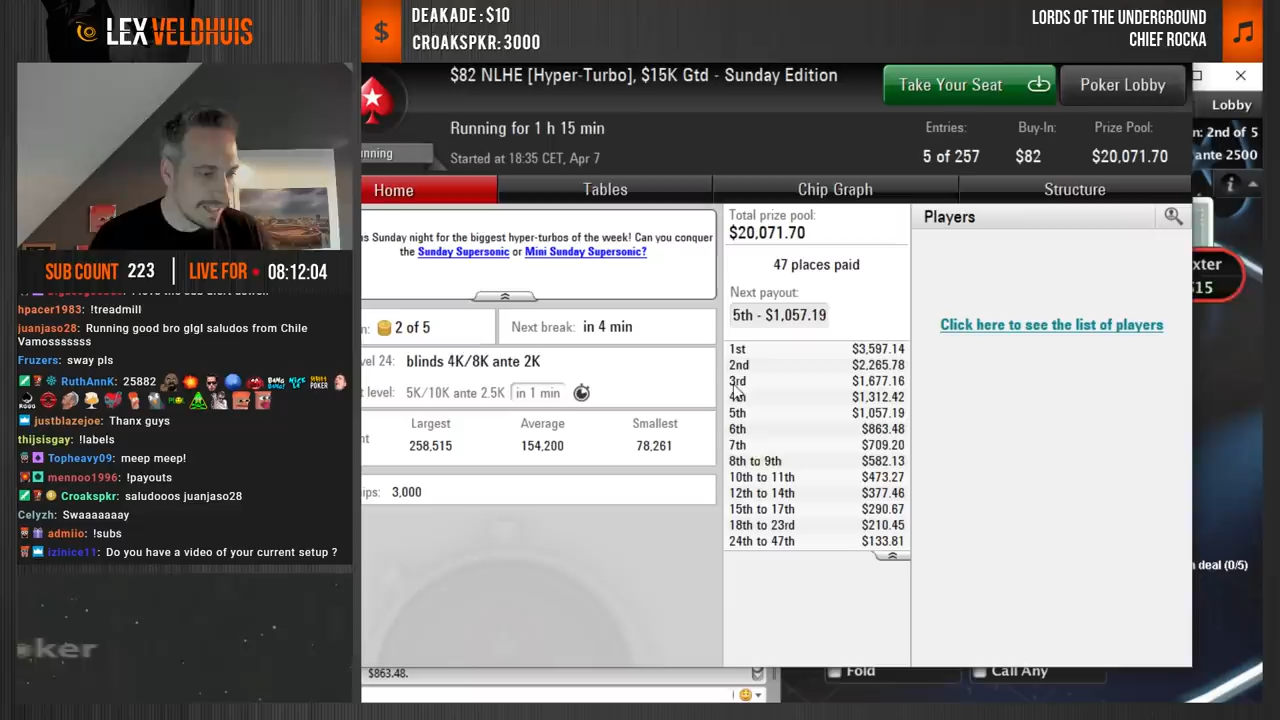 LEX VELDHUIS
$
DEAKADE : $10
CROAKSPKR: 3000
LORDS OF THE UNDERGROUND
CHIEF ROCKA
$82 NLHE [Hyper-Turbo], $15K Gtd - Sunday Edition
Take Your Seat
Poker Lobby
Lobby
Running for 1 h 15 min
Entries:
Buy-In:
Prize Pool:
n: 2nd of 5
nning
Started at 18:35 CET, Apr 7
5 of 257
$82
$20,071.70
ante 2500
Home
Tables
Chip Graph
Structure
s Sunday night for the biggest hyper-turbos of the week! Can you conquer
the Sunday Supersonic or Mini Sunday Supersonic?
Total prize pool:
$20,071.70
47 places paid
Next payout:
5th - $1,057.19
1st $3,597.14
2nd $2,265.78
3rd $1,677.16
4th $1,312.42
5th $1,057.19
6th $863.48
7th $709.20
8th to 9th $582.13
10th to 11th $473.27
12th to 14th $377.46
15th to 17th $290.67
18th to 23rd $210.45
24th to 47th $133.81
Players
Click here to see the list of players
xter
15
n: 2 of 5
Next break: in 4 min
vel 24: blinds 4K/8K ante 2K
t level: 5K/10K ante 2.5K in 1 min
Largest
Average
Smallest
258,515
154,200
78,261
ips: 3,000
n deal (0/5)
$863.48.
Fold
Call Any
SUB COUNT 223
LIVE FOR 08:12:04
hpacer1983: !treadmill
juanjaso28: Running good bro glgl saludos from Chile
Vamosssssss
Fruzers: sway pls
RuthAnnK: 25882
justblazejoe: Thanx guys
thijsisgay: !labels
Topheavy09: meep meep!
mennoo1996: !payouts
Croakspkr: saludooos juanjaso28
Celyzh: Swaaaaaaay
admiio: !subs
izinice11: Do you have a video of your current setup ?
ker